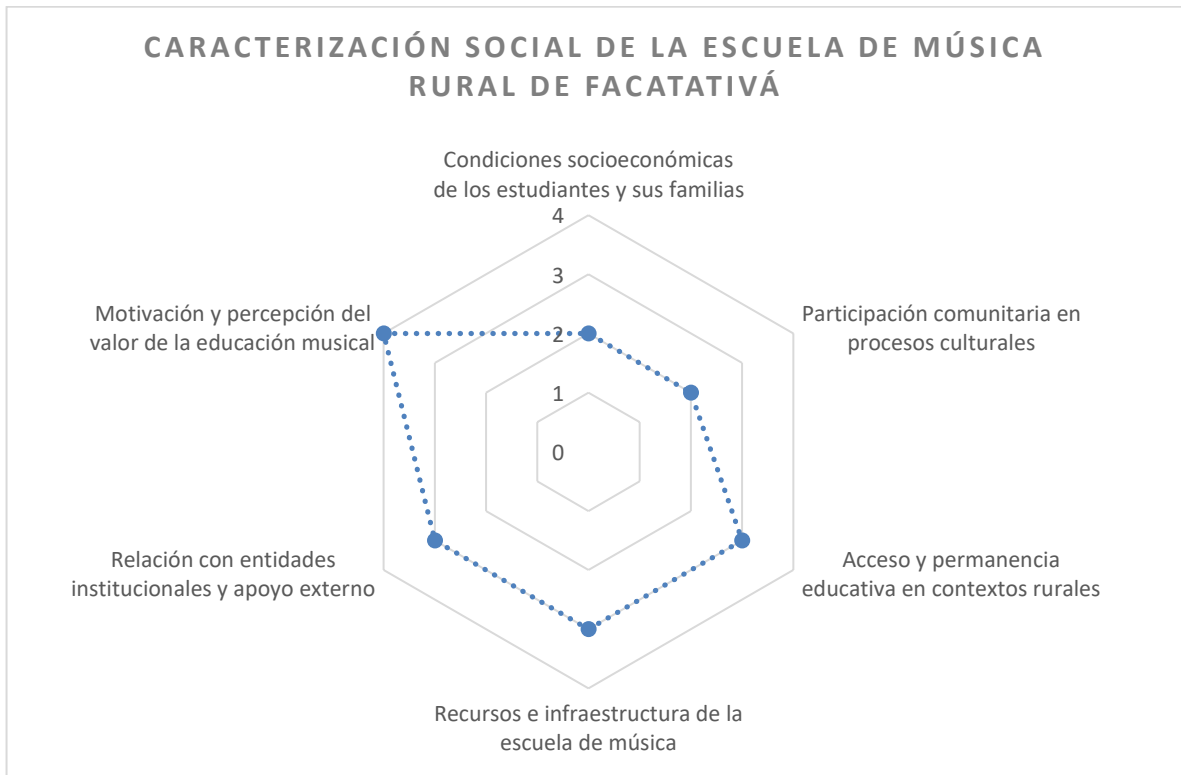 CARACTERIZACIÓN SOCIAL DE LA ESCUELA DE MÚSICA
RURAL DE FACATATIVÁ
Condiciones socioeconómicas
de los estudiantes y sus familias
4
3
2
1
0
Participación comunitaria en
procesos culturales
Acceso y permanencia
educativa en contextos rurales
Recursos e infraestructura de la
escuela de música
Relación con entidades
institucionales y apoyo externo
Motivación y percepción del
valor de la educación musical